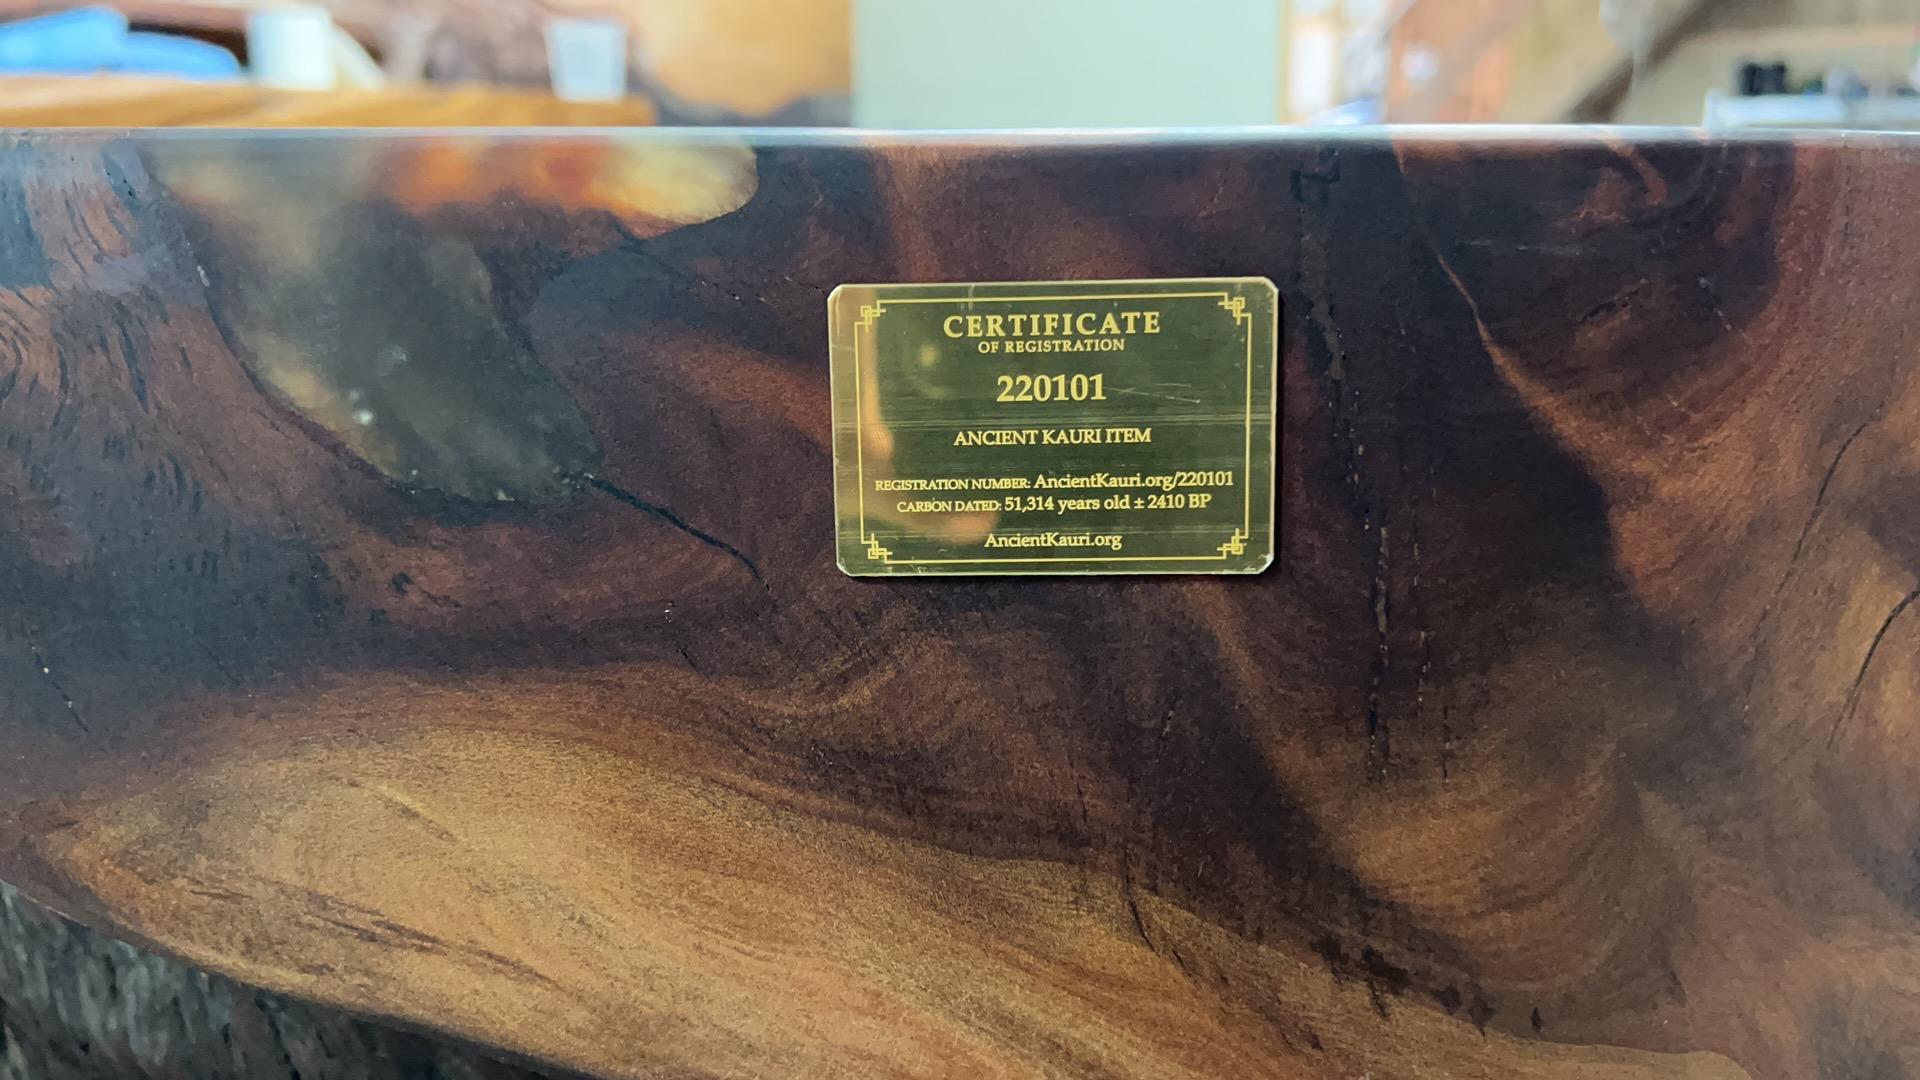 CERTIFICATE
OF REGISTRATION
220101
ANCIENT KAURI ITEM
REGISTRATION NUMBER: AncientKauri.org/220101
CARBON DATED: 51,314 years old ± 2410 BP
AncientKauri.org